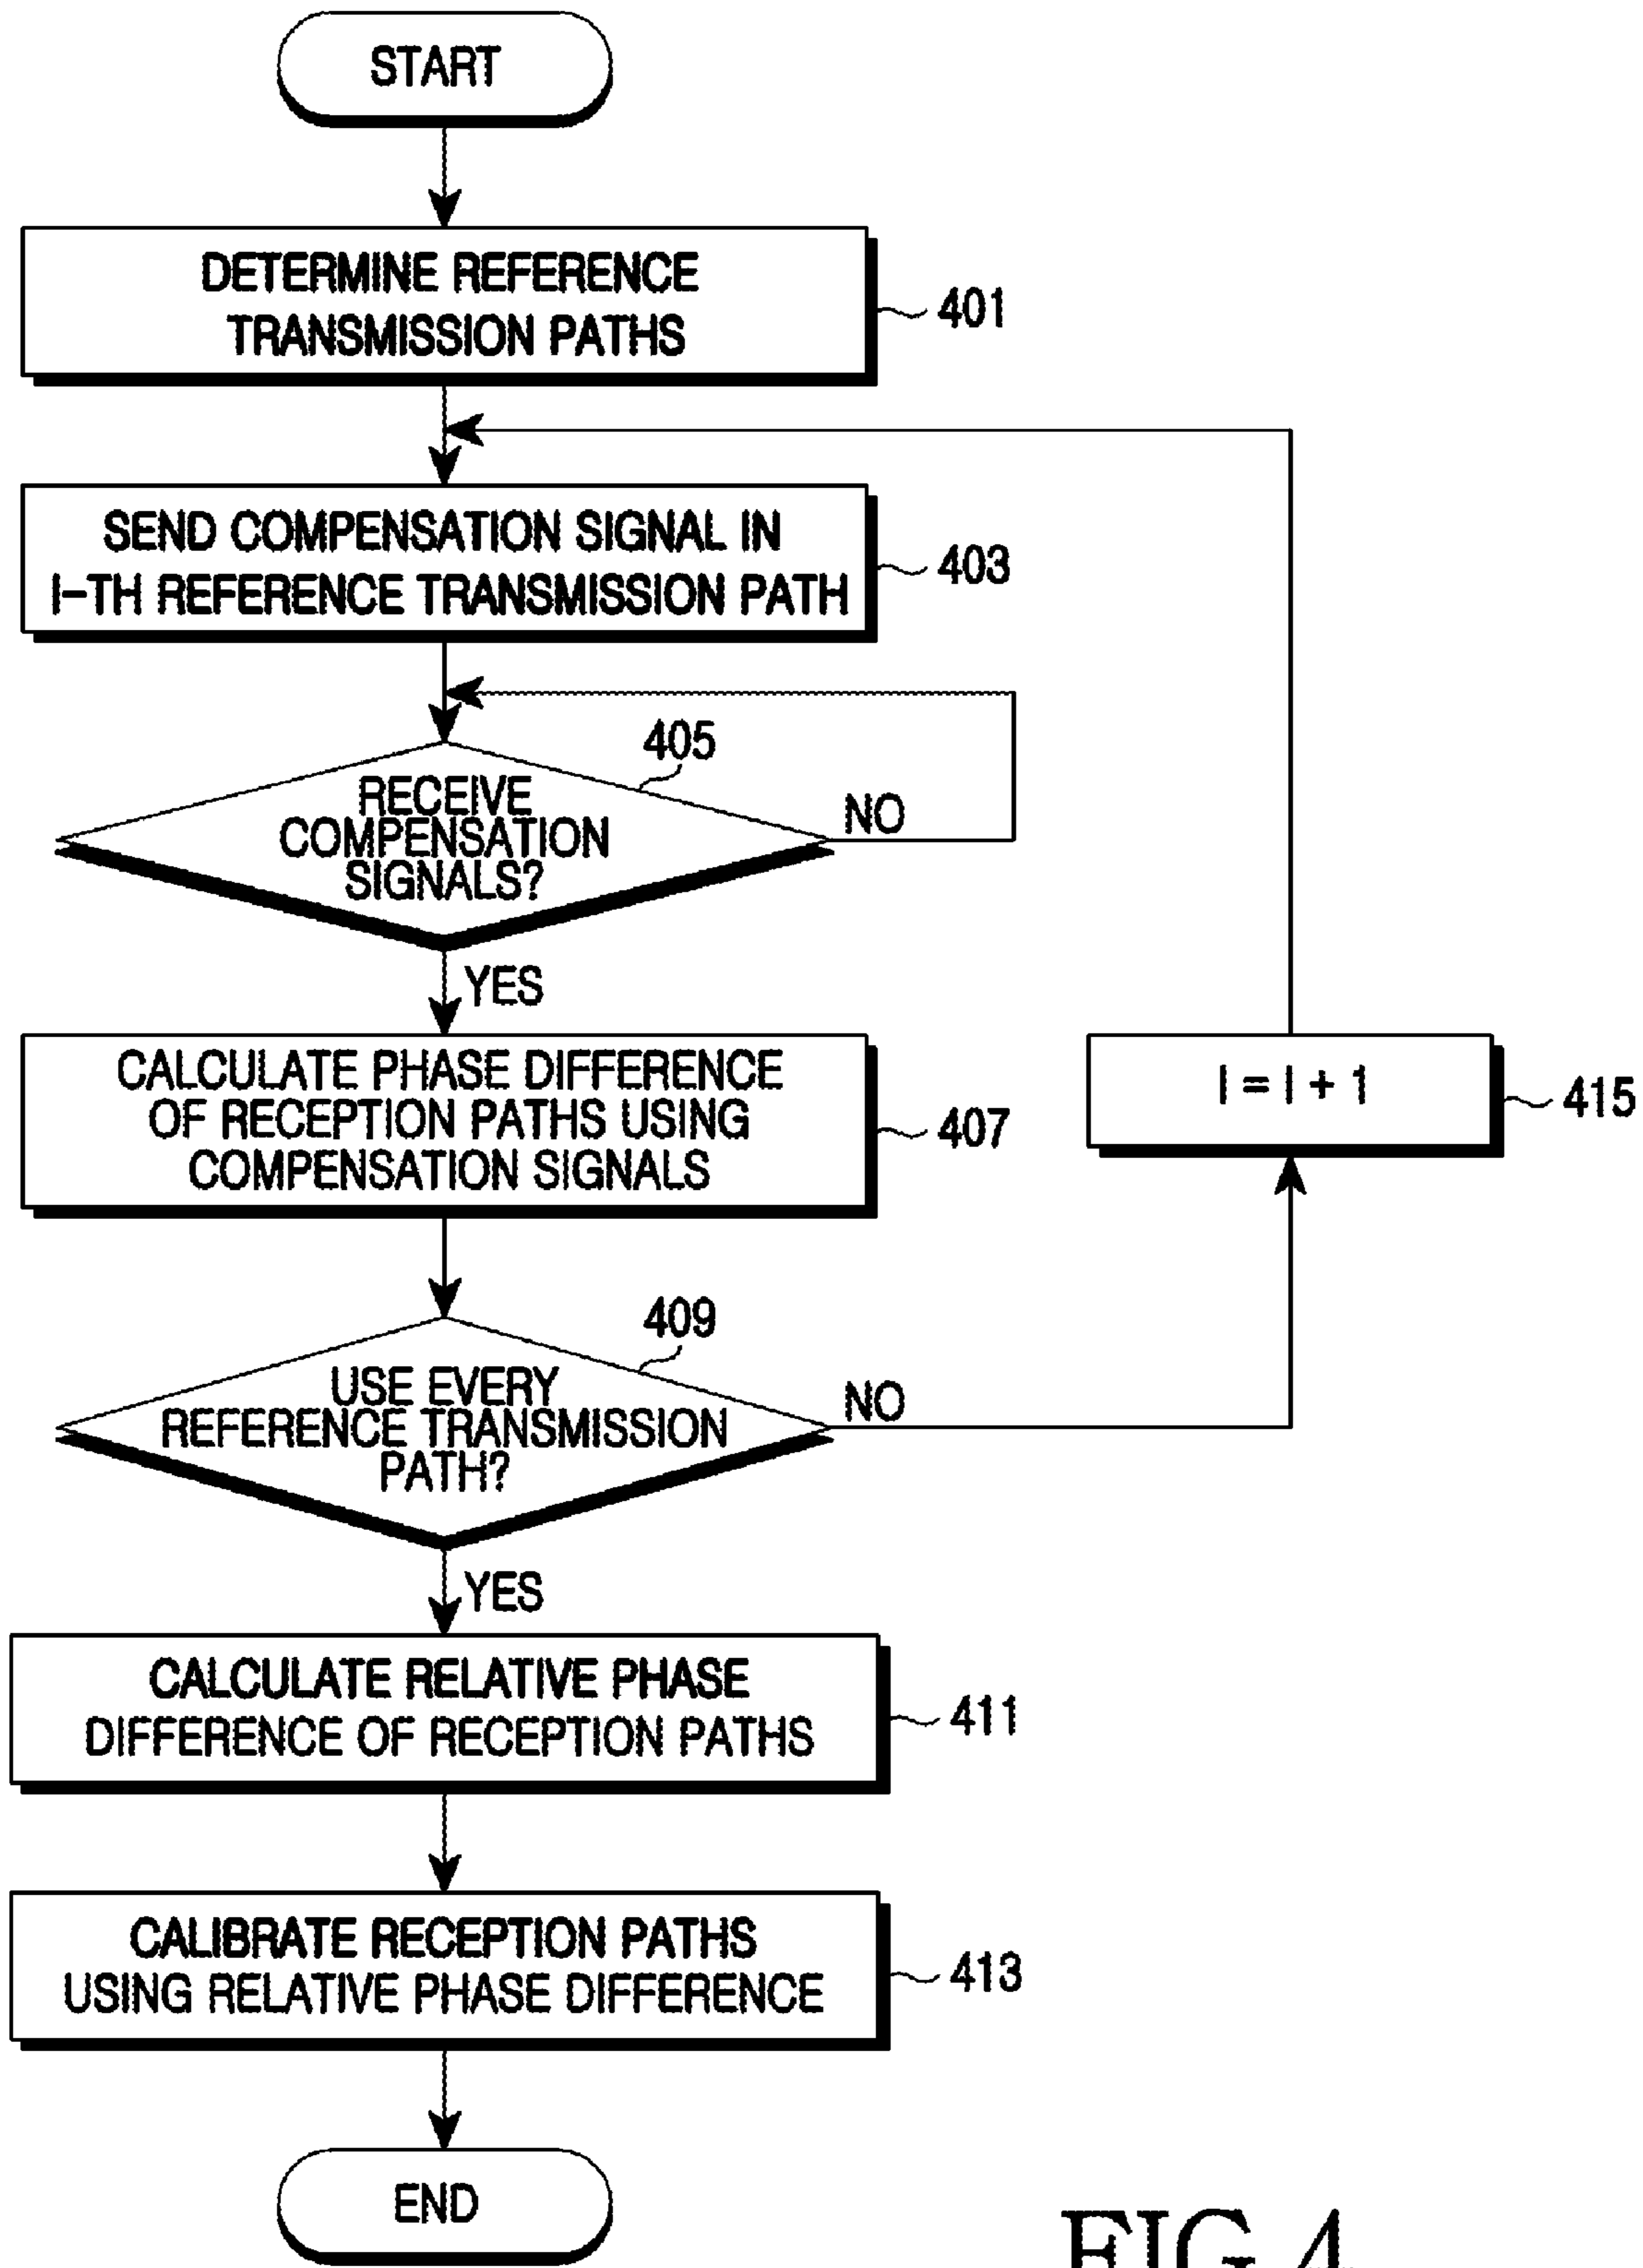 START
DETERMINE REFERENCE
TRANSMISSION PATHS
401
SEND COMPENSATION SIGNAL IN
I-TH REFERENCE TRANSMISSION PATH
403
405
RECEIVE
COMPENSATION
SIGNALS?
NO
YES
CALCULATE PHASE DIFFERENCE
OF RECEPTION PATHS USING
COMPENSATION SIGNALS
407
I = I + 1
415
409
USE EVERY
REFERENCE TRANSMISSION
PATH?
NO
YES
CALCULATE RELATIVE PHASE
DIFFERENCE OF RECEPTION PATHS
411
CALIBRATE RECEPTION PATHS
USING RELATIVE PHASE DIFFERENCE
413
END
FIG.4